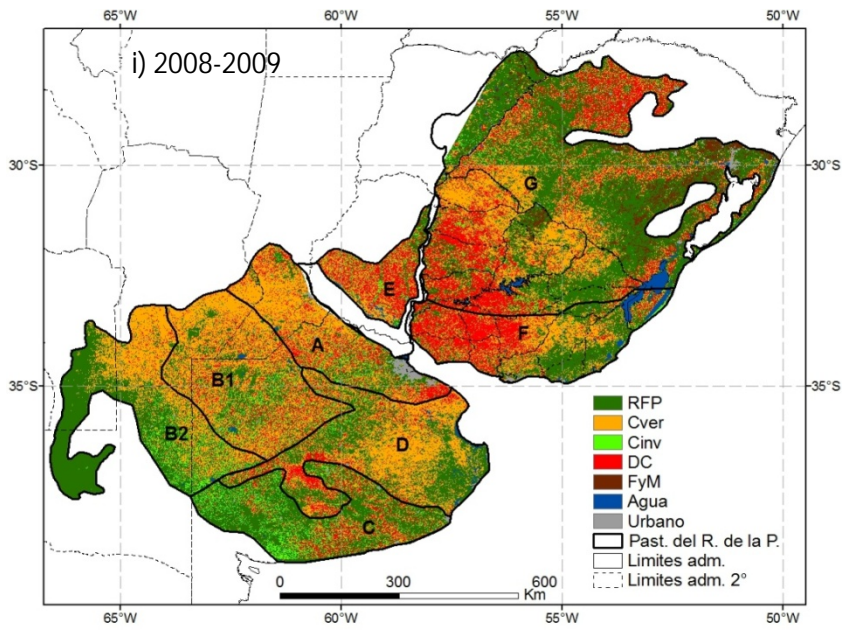 65°W 60°W 55°W 50°W
i) 2008-2009
30°S 30°S
G
E
F
A
35°S 35°S
B1
B2
D
C
RFP
Cver
Cinv
DC
FyM
Agua
Urbano
Past. del R. de la P.
Limites adm.
Limites adm. 2°
0 300 600
Km
65°W 60°W 55°W 50°W